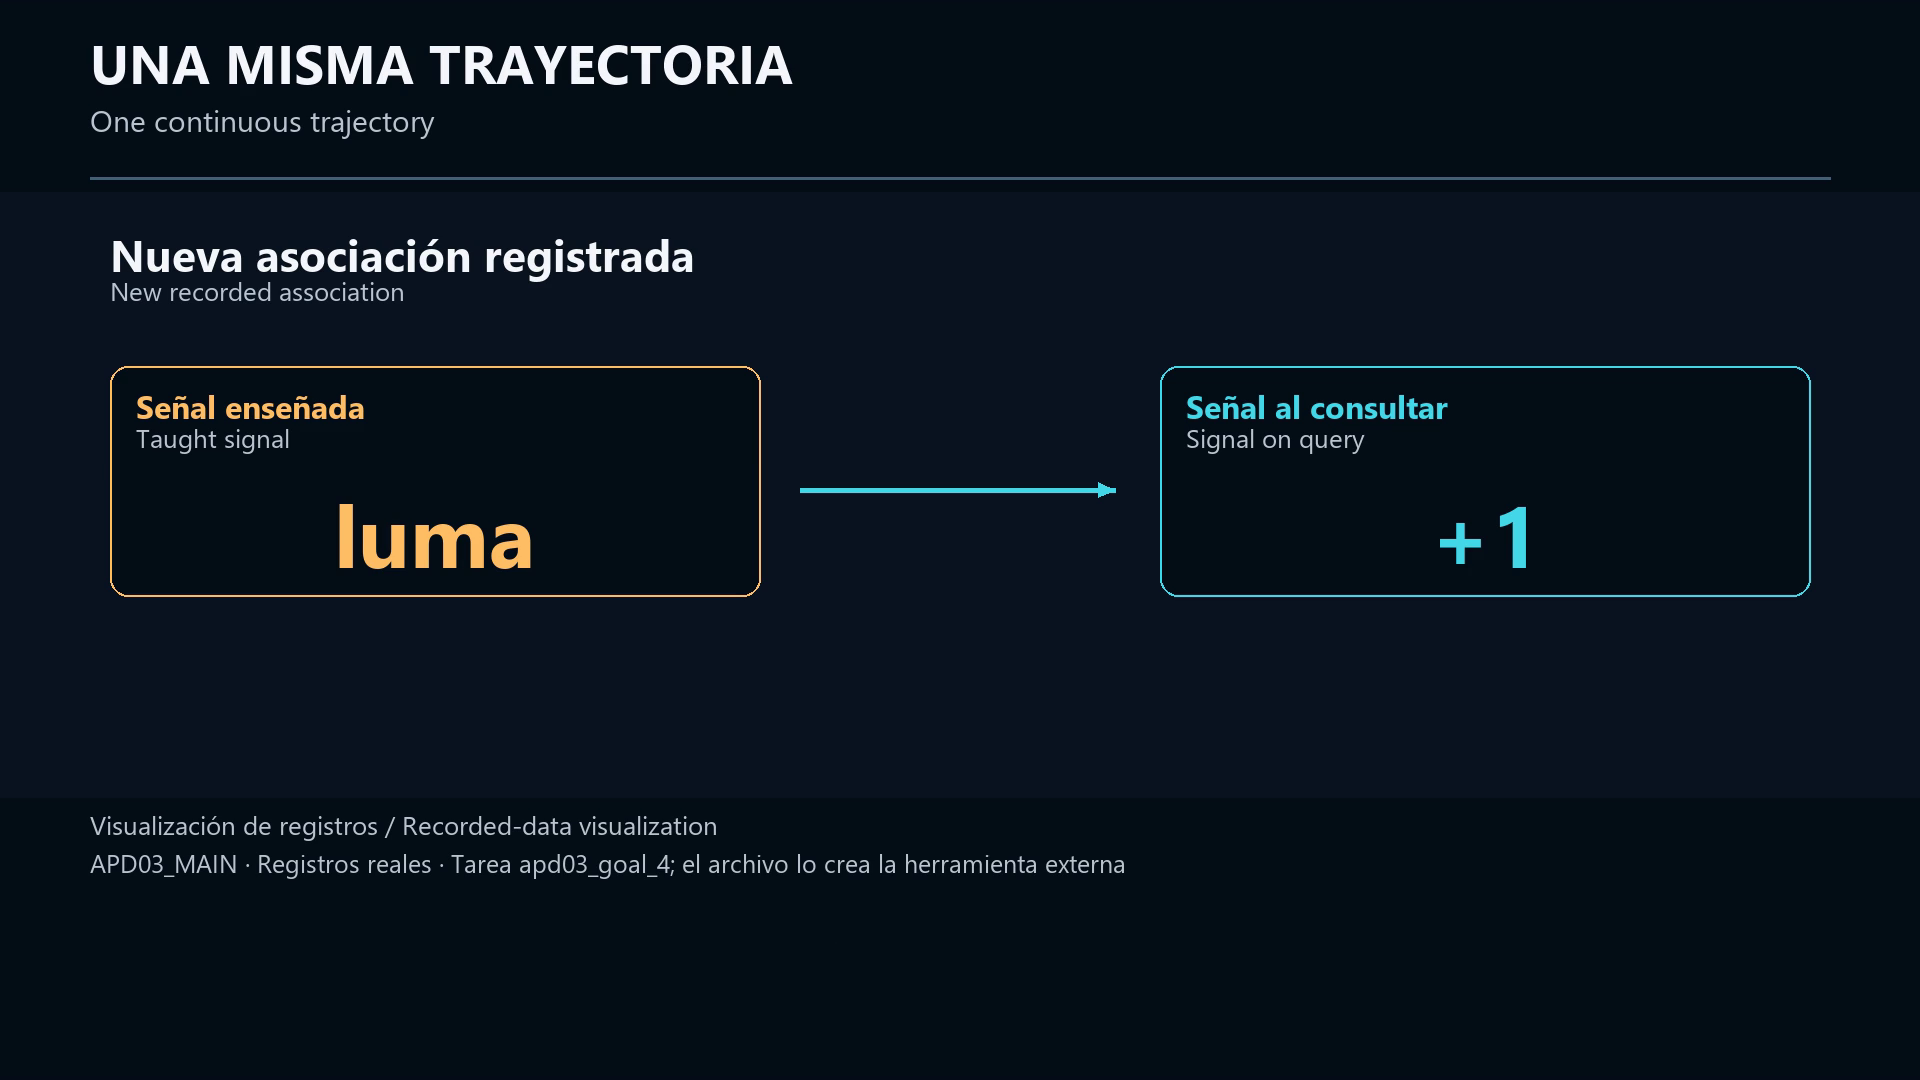 UNA MISMA TRAYECTORIA
One continuous trajectory
Nueva asociación registrada
New recorded association
Señal enseñada
Taught signal
luma
Señal al consultar
Signal on query
+1
Visualización de registros / Recorded-data visualization
APD03_MAIN · Registros reales · Tarea apd03_goal_4; el archivo lo crea la herramienta externa